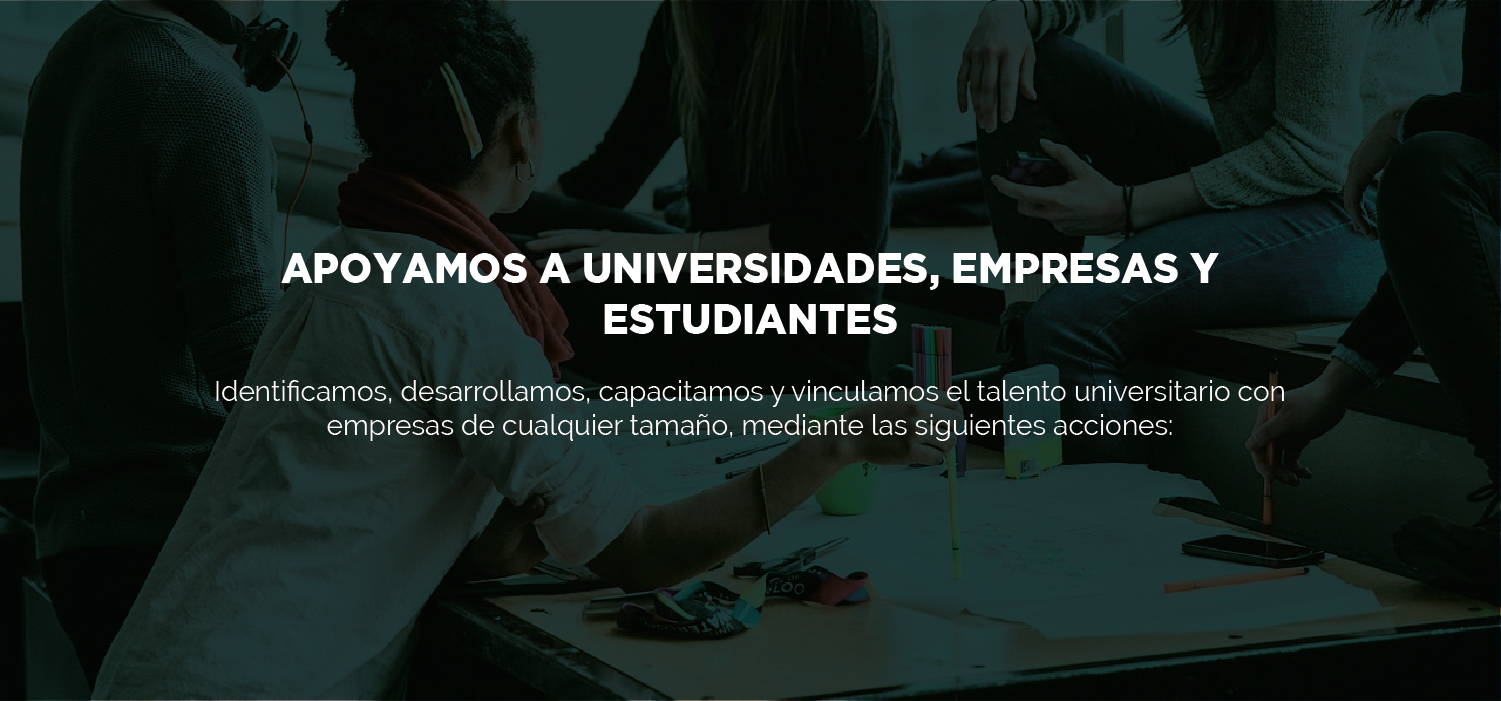 APOYAMOS A UNIVERSIDADES, EMPRESAS Y
ESTUDIANTES
Identificamos, desarrollamos, capacitamos y vinculamos el talento universitario con
empresas de cualquier tamaño, mediante las siguientes acciones: